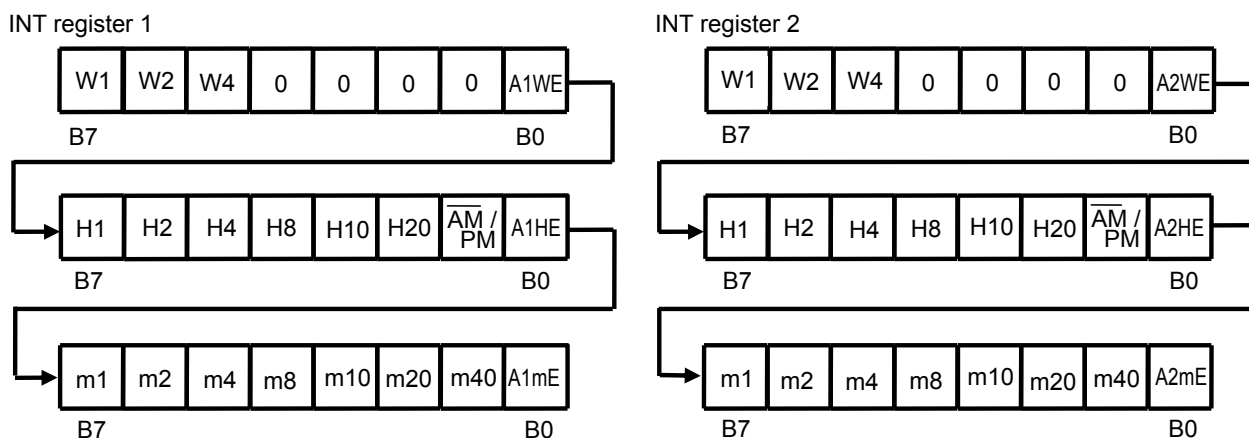 INT register 1
W1 W2 W4 0 0 0 0 A1WE
B7 B0
H1 H2 H4 H8 H10 H20 A̅M̅ / PM A1HE
B7 B0
m1 m2 m4 m8 m10 m20 m40 A1mE
B7 B0
INT register 2
W1 W2 W4 0 0 0 0 A2WE
B7 B0
H1 H2 H4 H8 H10 H20 A̅M̅ / PM A2HE
B7 B0
m1 m2 m4 m8 m10 m20 m40 A2mE
B7 B0